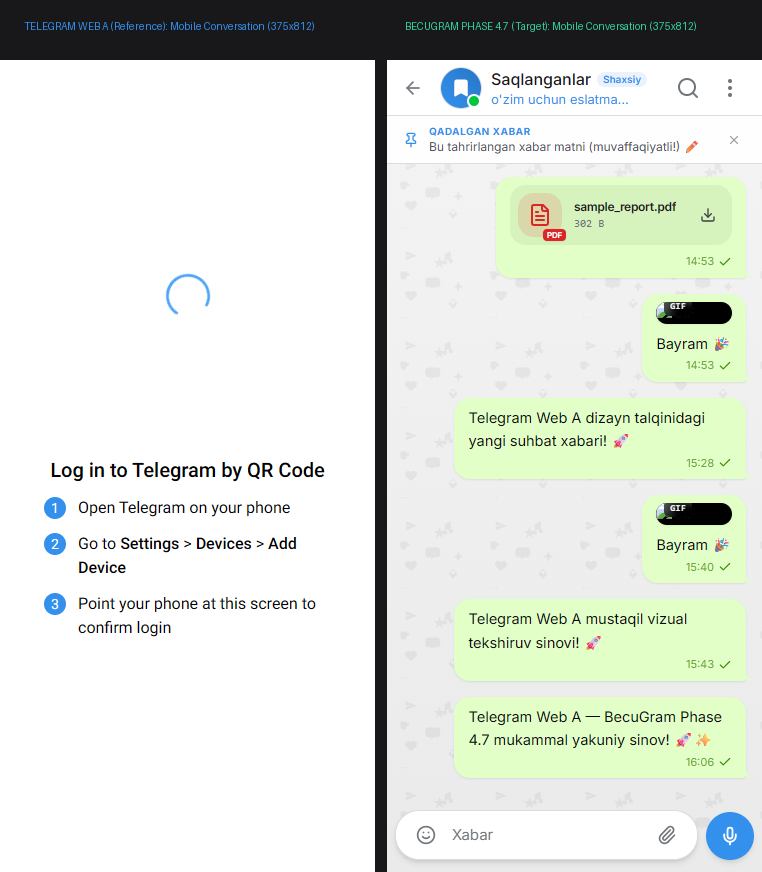 TELEGRAM WEB A (Reference): Mobile Conversation (375x812)
Log in to Telegram by QR Code
1 Open Telegram on your phone
2 Go to Settings > Devices > Add
Device
3 Point your phone at this screen to
confirm login
BECUGRAM PHASE 4.7 (Target): Mobile Conversation (375x812)
Saqlanganlar Shaxsiy
o'zim uchun eslatma...
QADALGAN XABAR
Bu tahrirlangan xabar matni (muvaffaqiyatli!)
sample_report.pdf
302 B
PDF
14:53
GIF
Bayram 🎉
14:53
Telegram Web A dizayn talqinidagi
yangi suhbat xabari! 🚀
15:28
GIF
Bayram 🎉
15:40
Telegram Web A mustaqil vizual
tekshiruv sinovi! 🚀
15:43
Telegram Web A — BecuGram Phase
4.7 mukammal yakuniy sinov! 🚀 ✨
16:06
Xabar